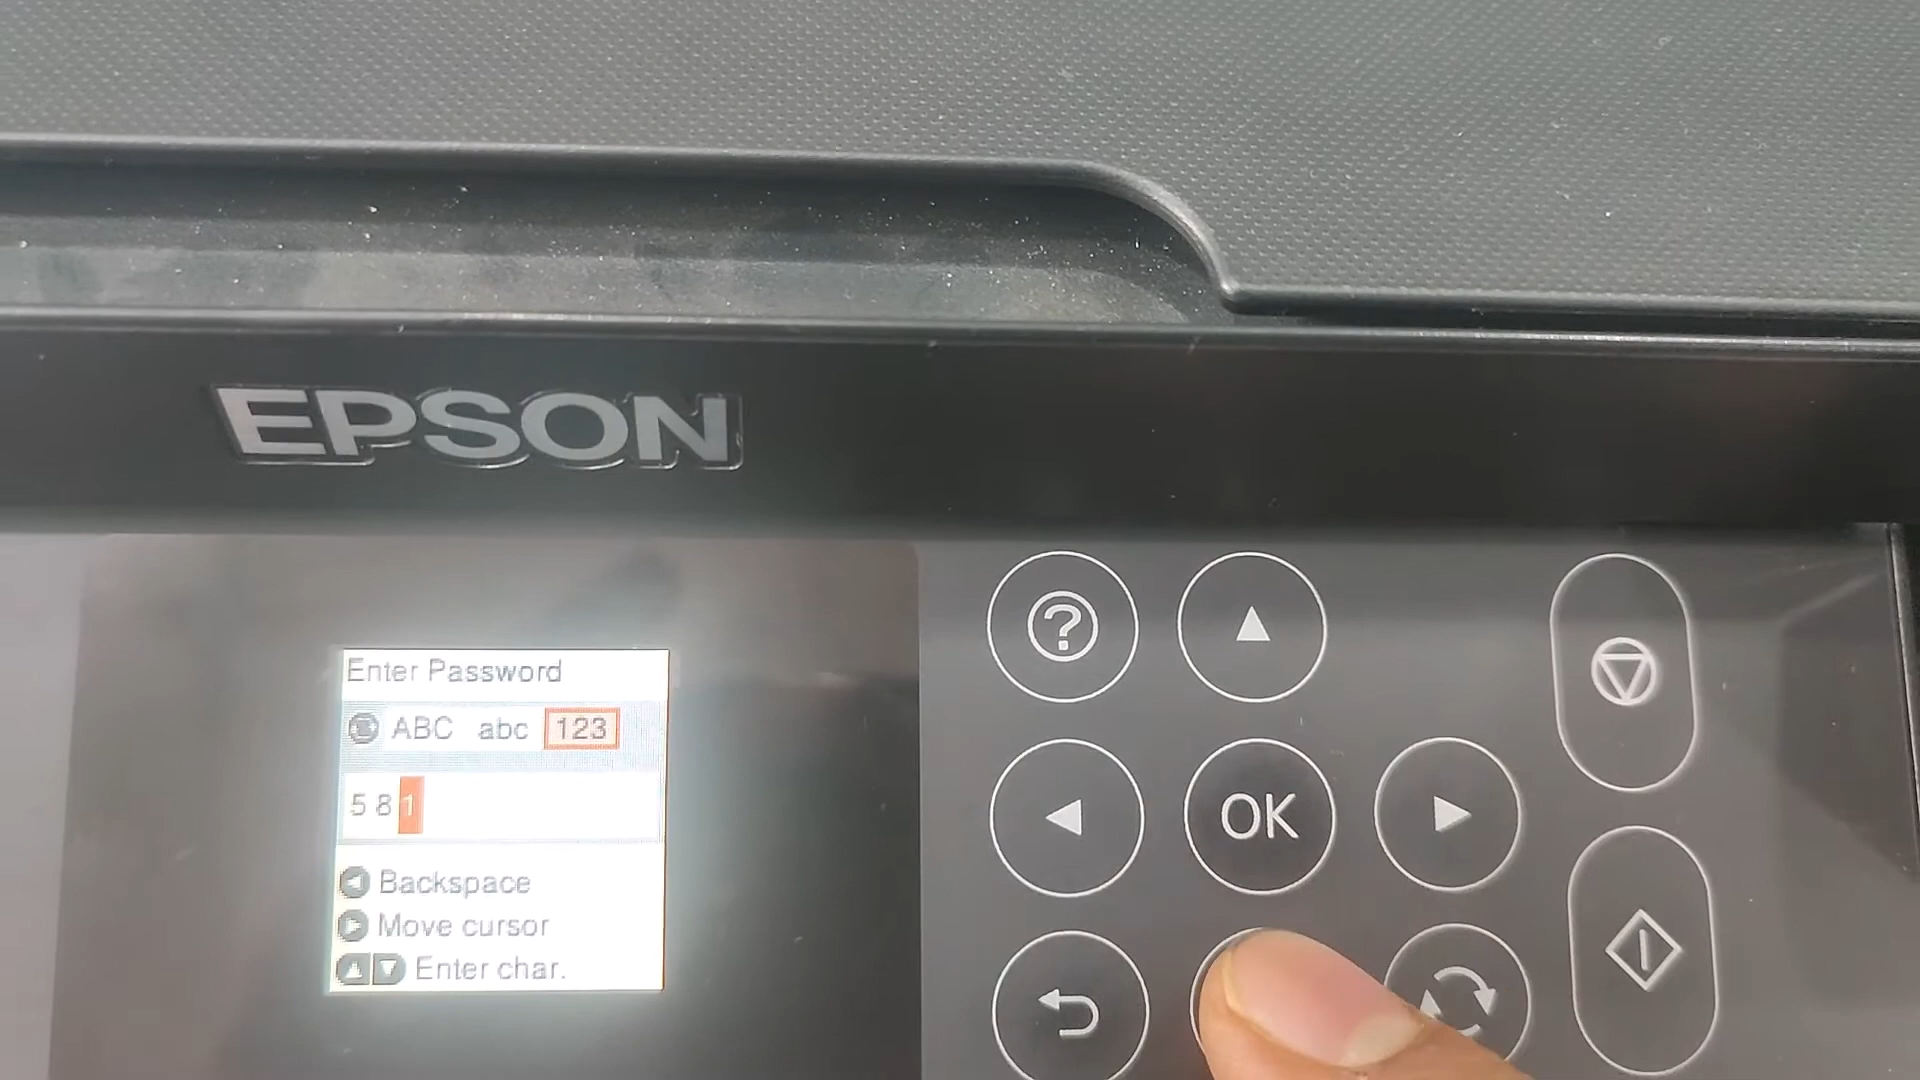 EPSON
Enter Password
ABC abc 123
581
Backspace
Move cursor
Enter char.
OK